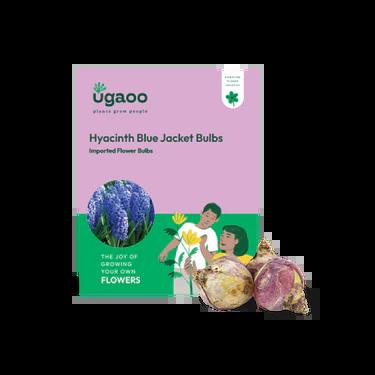 ugaoo
plants grow people
Hyacinth Blue Jacket Bulbs
Imported Flower Bulbs
THE JOY OF
GROWING
YOUR OWN
FLOWERS